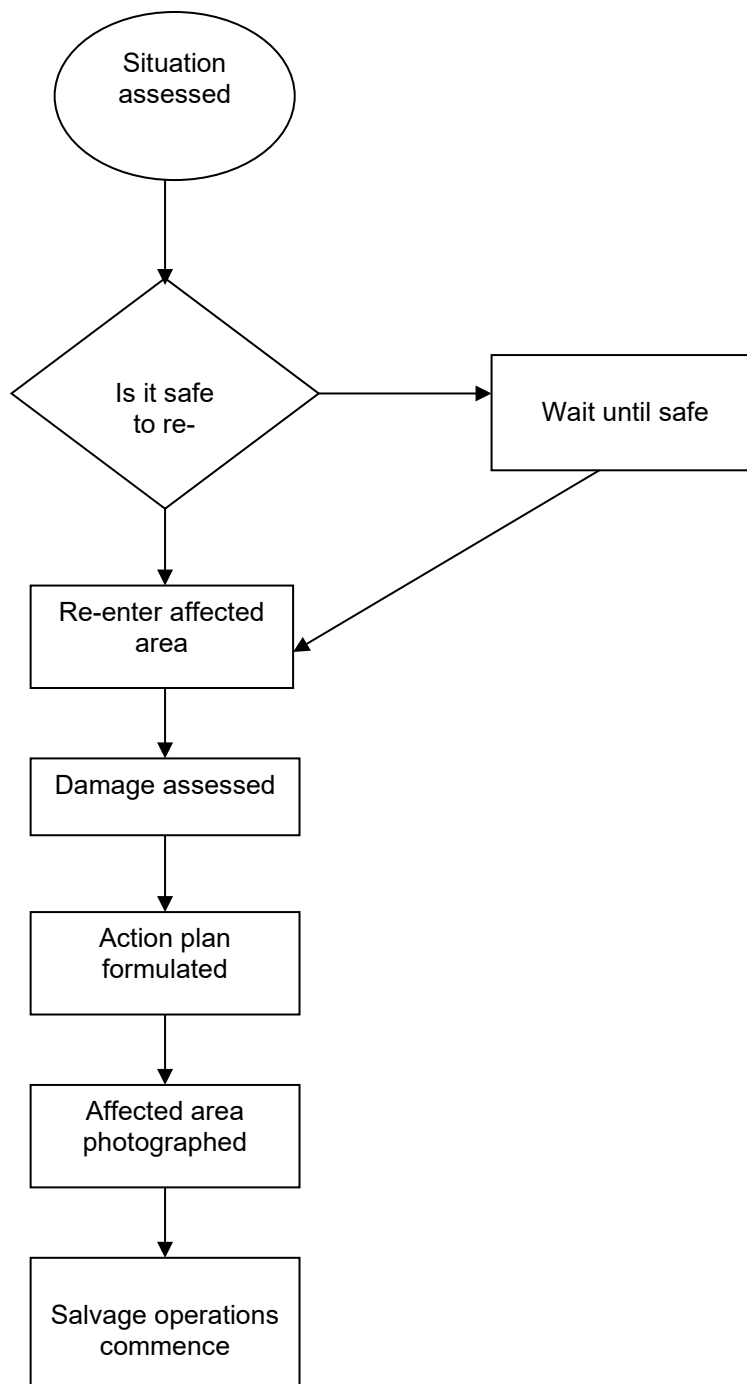 Situation
assessed
Is it safe
to re-
Wait until safe
Re-enter affected
area
Damage assessed
Action plan
formulated
Affected area
photographed
Salvage operations
commence